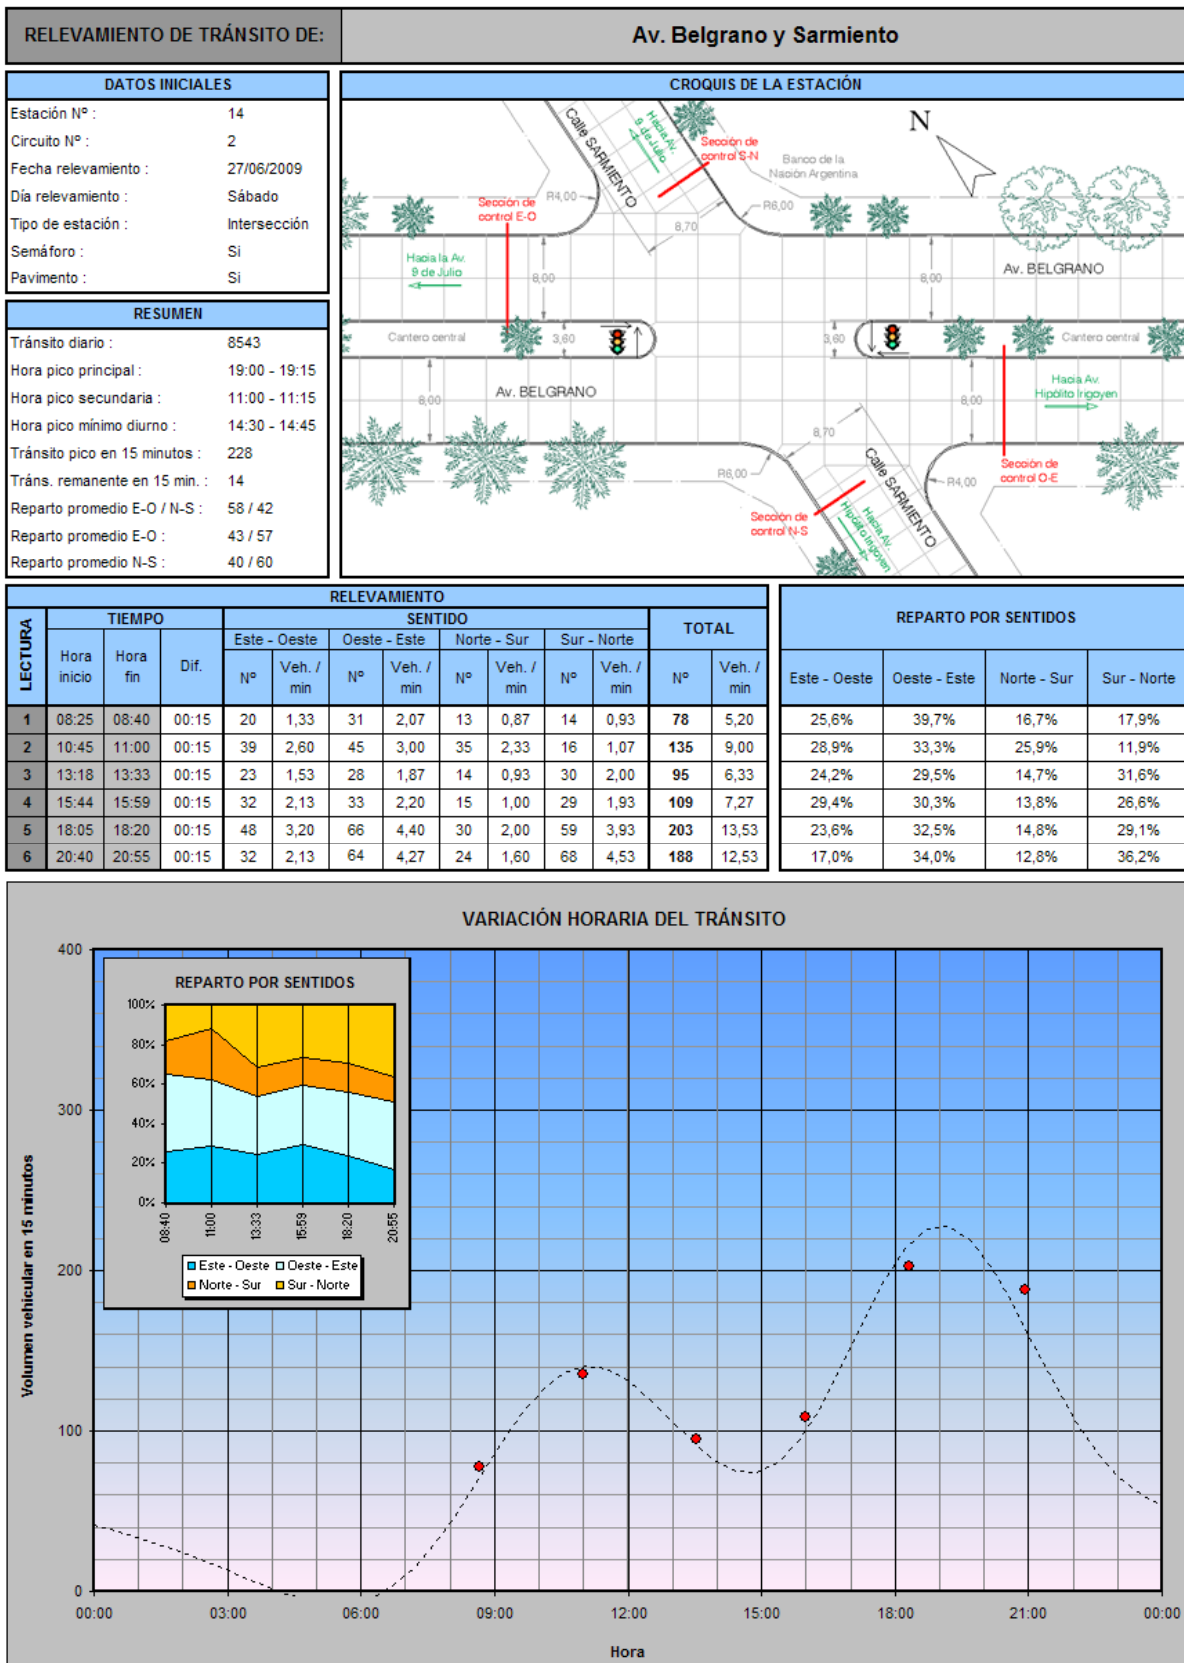 RELEVAMIENTO DE TRÁNSITO DE:
Av. Belgrano y Sarmiento
DATOS INICIALES
Estación Nº : 14
Circuito Nº : 2
Fecha relevamiento : 27/06/2009
Día relevamiento : Sábado
Tipo de estación : Intersección
Semáforo : Si
Pavimento : Si
RESUMEN
Tránsito diario : 8543
Hora pico principal : 19:00 - 19:15
Hora pico secundaria : 11:00 - 11:15
Hora pico mínimo diurno : 14:30 - 14:45
Tránsito pico en 15 minutos : 228
Tráns. remanente en 15 min. : 14
Reparto promedio E-O / N-S : 58 / 42
Reparto promedio E-O : 43 / 57
Reparto promedio N-S : 40 / 60
CROQUIS DE LA ESTACIÓN
Calle SARMIENTO
Hacia Av.
9 de Julio
Sección de
control S-N
N
Banco de la
Nación Argentina
Sección de
control E-O
R4,00
R6,00
8,70
Hacia la Av.
9 de Julio
8,00
8,00
Av. BELGRANO
Cantero central
3,60
3,60
Cantero central
Av. BELGRANO
8,00
8,00
Hacia Av.
Hipólito Irigoyen
8,70
R6,00
Calle SARMIENTO
R4,00
Sección de
control O-E
Sección de
control N-S
Hacia Av.
Hipólito Irigoyen
RELEVAMIENTO
LECTURA
TIEMPO
SENTIDO
TOTAL
Hora
inicio
Hora
fin
Dif.
Este - Oeste
Oeste - Este
Norte - Sur
Sur - Norte
Nº Veh. /
min
Nº Veh. /
min
Nº Veh. /
min
Nº Veh. /
min
Nº Veh. /
min
REPARTO POR SENTIDOS
Este - Oeste Oeste - Este Norte - Sur Sur - Norte
1 08:25 08:40 00:15 20 1,33 31 2,07 13 0,87 14 0,93 78 5,20 25,6% 39,7% 16,7% 17,9%
2 10:45 11:00 00:15 39 2,60 45 3,00 35 2,33 16 1,07 135 9,00 28,9% 33,3% 25,9% 11,9%
3 13:18 13:33 00:15 23 1,53 28 1,87 14 0,93 30 2,00 95 6,33 24,2% 29,5% 14,7% 31,6%
4 15:44 15:59 00:15 32 2,13 33 2,20 15 1,00 29 1,93 109 7,27 29,4% 30,3% 13,8% 26,6%
5 18:05 18:20 00:15 48 3,20 66 4,40 30 2,00 59 3,93 203 13,53 23,6% 32,5% 14,8% 29,1%
6 20:40 20:55 00:15 32 2,13 64 4,27 24 1,60 68 4,53 188 12,53 17,0% 34,0% 12,8% 36,2%
VARIACIÓN HORARIA DEL TRÁNSITO
Volumen vehicular en 15 minutos
400
300
200
100
0
REPARTO POR SENTIDOS
100%
80%
60%
40%
20%
0%
08:40 11:00 13:33 15:59 18:20 20:55
Este - Oeste Oeste - Este
Norte - Sur Sur - Norte
00:00 03:00 06:00 09:00 12:00 15:00 18:00 21:00 00:00
Hora